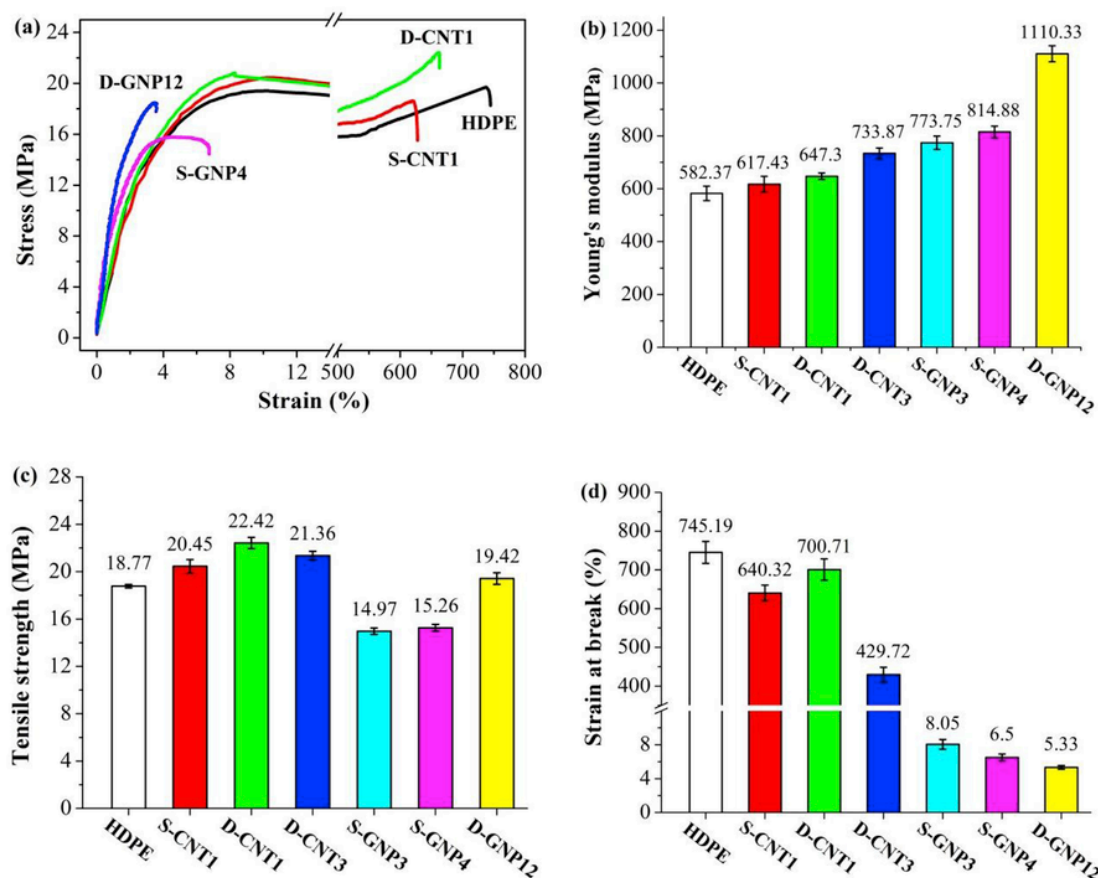 (a)
24
20
16
12
8
4
0
Stress (MPa)
D-GNP12
S-GNP4
D-CNT1
HDPE
S-CNT1
0 4 8 12 500 600 700 800
Strain (%)
(b)
1200
1000
800
600
400
200
0
Young's modulus (MPa)
582.37
617.43
647.3
733.87
773.75
814.88
1110.33
HDPE
S-CNT1
D-CNT1
D-CNT3
S-GNP3
S-GNP4
D-GNP12
(c)
28
24
20
16
12
8
4
0
Tensile strength (MPa)
18.77
20.45
22.42
21.36
14.97
15.26
19.42
HDPE
S-CNT1
D-CNT1
D-CNT3
S-GNP3
S-GNP4
D-GNP12
(d)
900
800
700
600
500
400
8
4
0
Strain at break (%)
745.19
640.32
700.71
429.72
8.05
6.5
5.33
HDPE
S-CNT1
D-CNT1
D-CNT3
S-GNP3
S-GNP4
D-GNP12